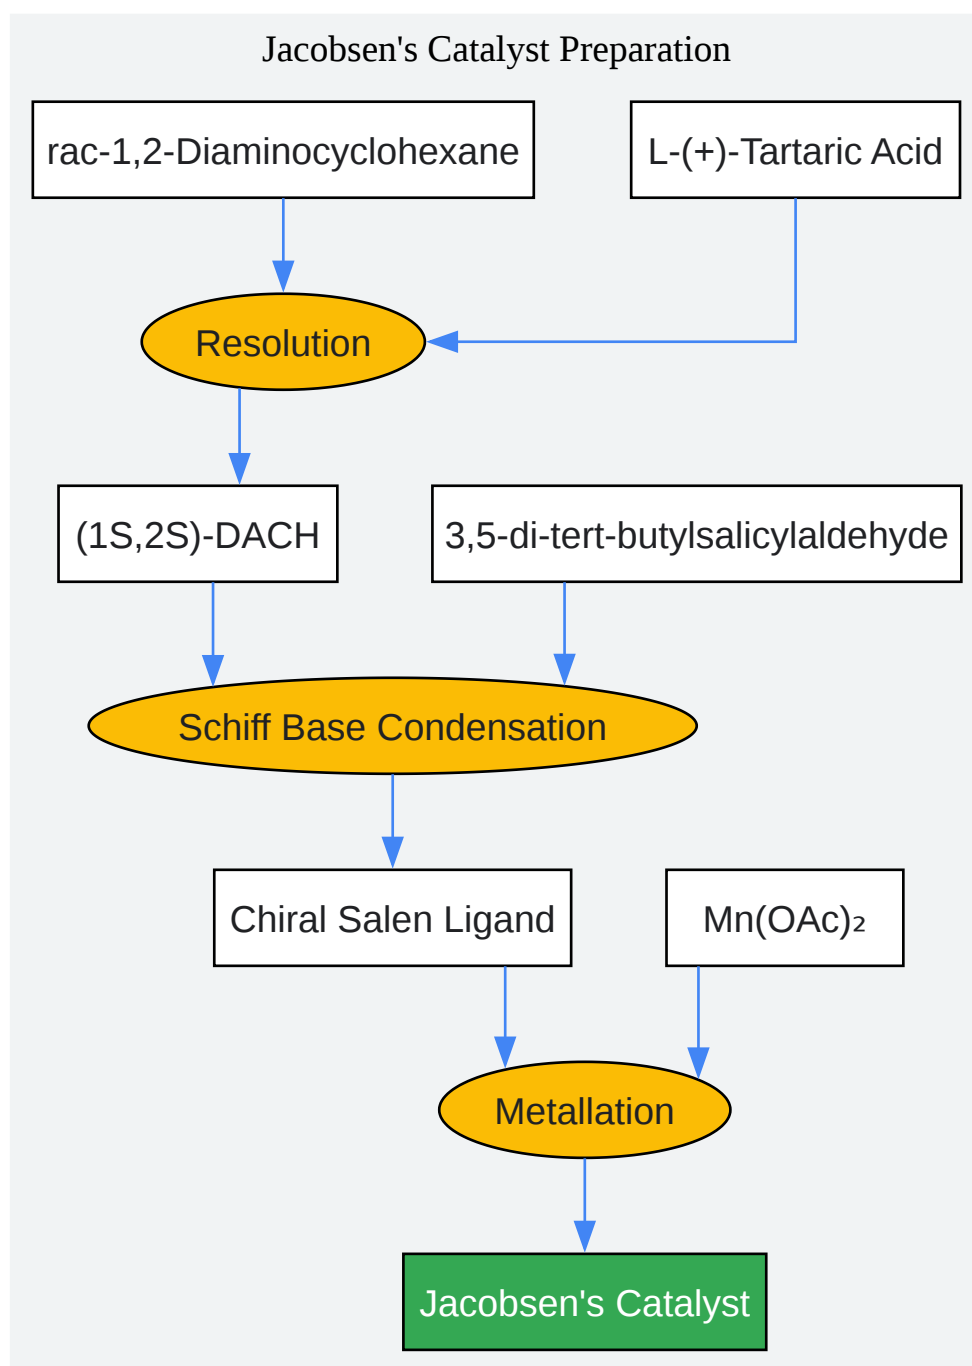 Jacobsen's Catalyst Preparation
rac-1,2-Diaminocyclohexane
L-(+)-Tartaric Acid
Resolution
(1S,2S)-DACH
3,5-di-tert-butylsalicylaldehyde
Schiff Base Condensation
Chiral Salen Ligand
Mn(OAc)₂
Metallation
Jacobsen's Catalyst